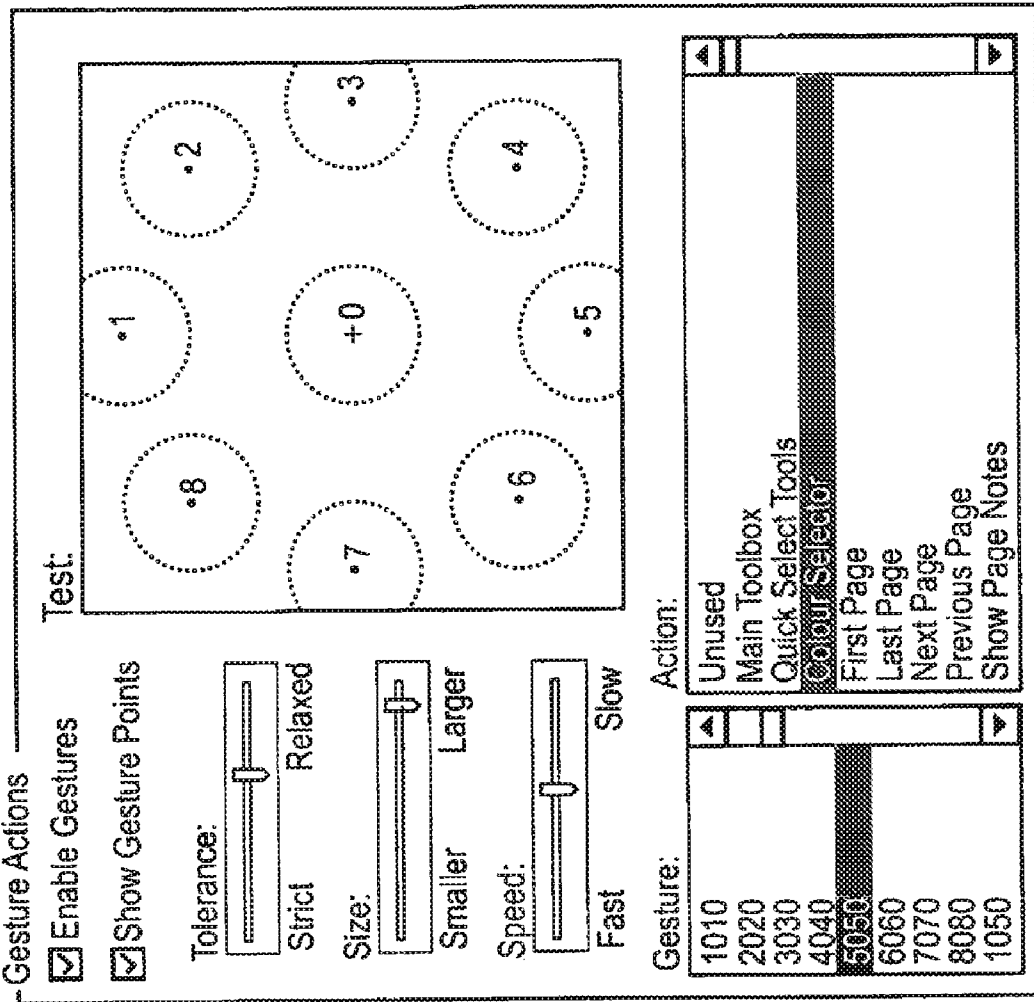 Gesture Actions
Enable Gestures
Show Gesture Points
Tolerance:
Strict Relaxed
Size:
Smaller Larger
Speed:
Fast Slow
Test:
1
2
3
4
5
6
7
8
+0
Gesture:
1010
2020
3030
4040
5050
6060
7070
8080
1050
Action:
Unused
Main Toolbox
Quick Select Tools
Colour Selector
First Page
Last Page
Next Page
Previous Page
Show Page Notes